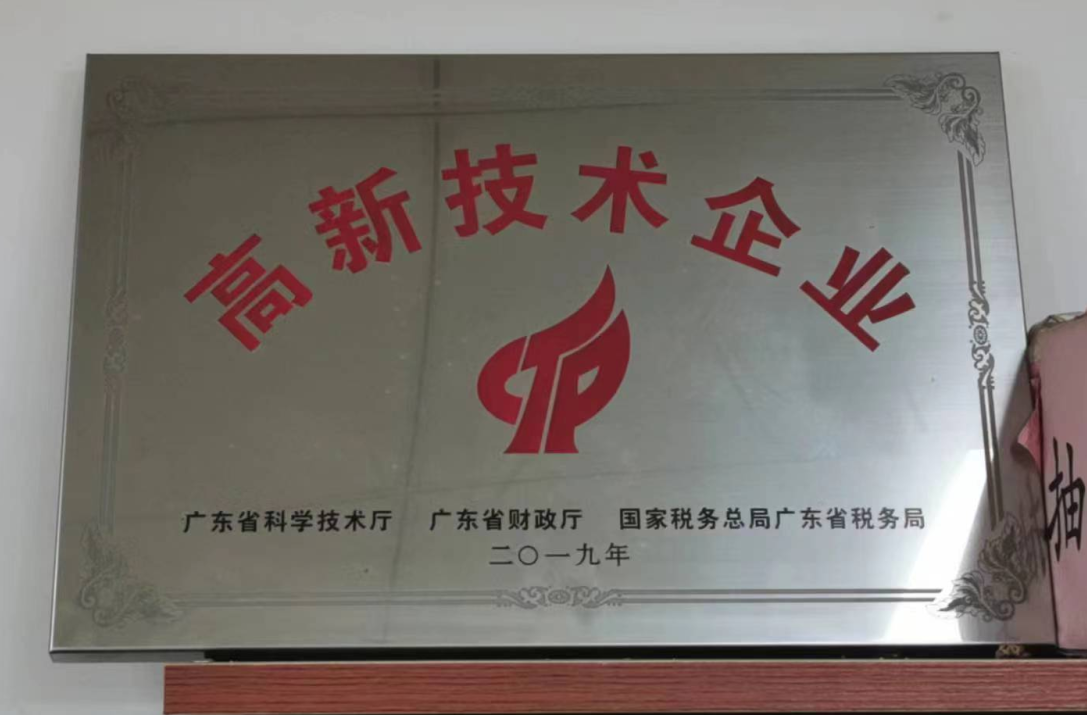 高新技术企业
广东省科学技术厅 广东省财政厅 国家税务总局广东省税务局
二〇一九年
抽